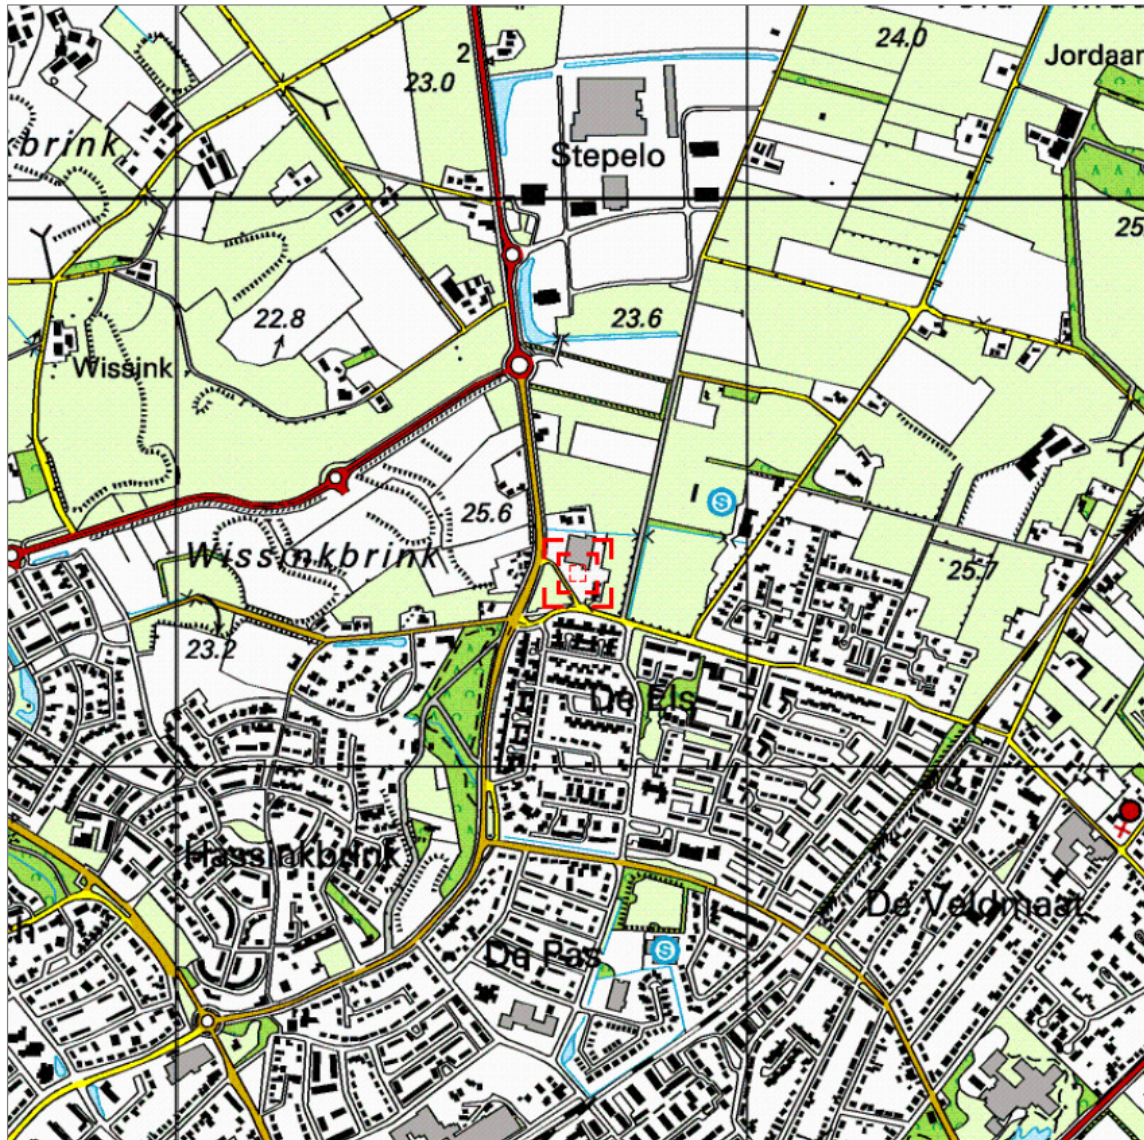 24.0
Jordaan
2
23.0
Stepelo
25
22.8
23.6
Wissink
S
25.6
Wissinkbrink
25.7
23.2
De Els
Hassinkbrink
De Veldmaat
De Pas
S